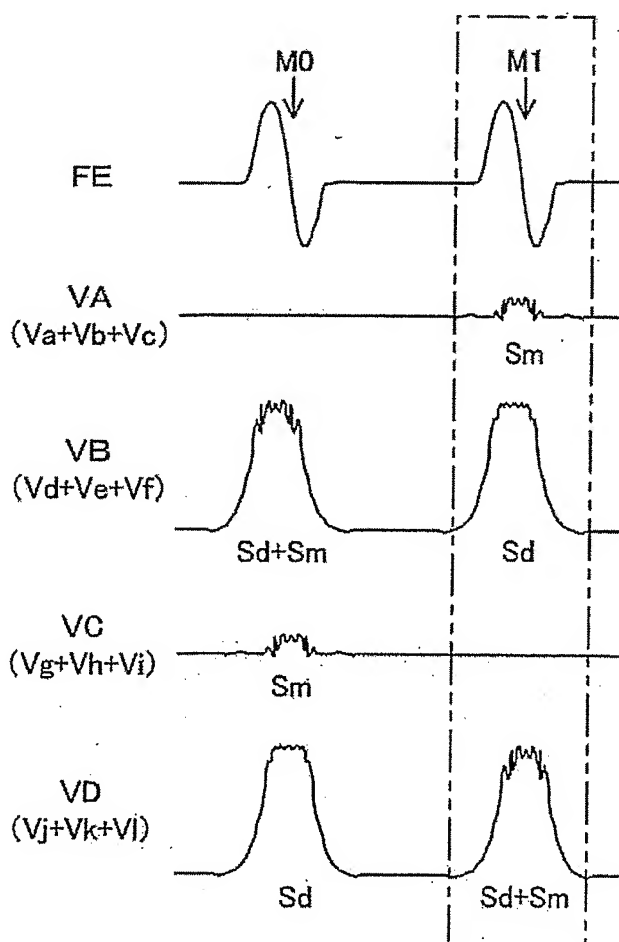 M0 M1
FE
VA
(Va+Vb+Vc)
Sm
VB
(Vd+Ve+Vf)
Sd+Sm Sd
VC
(Vg+Vh+Vi)
Sm
VD
(Vj+Vk+Vl)
Sd Sd+Sm